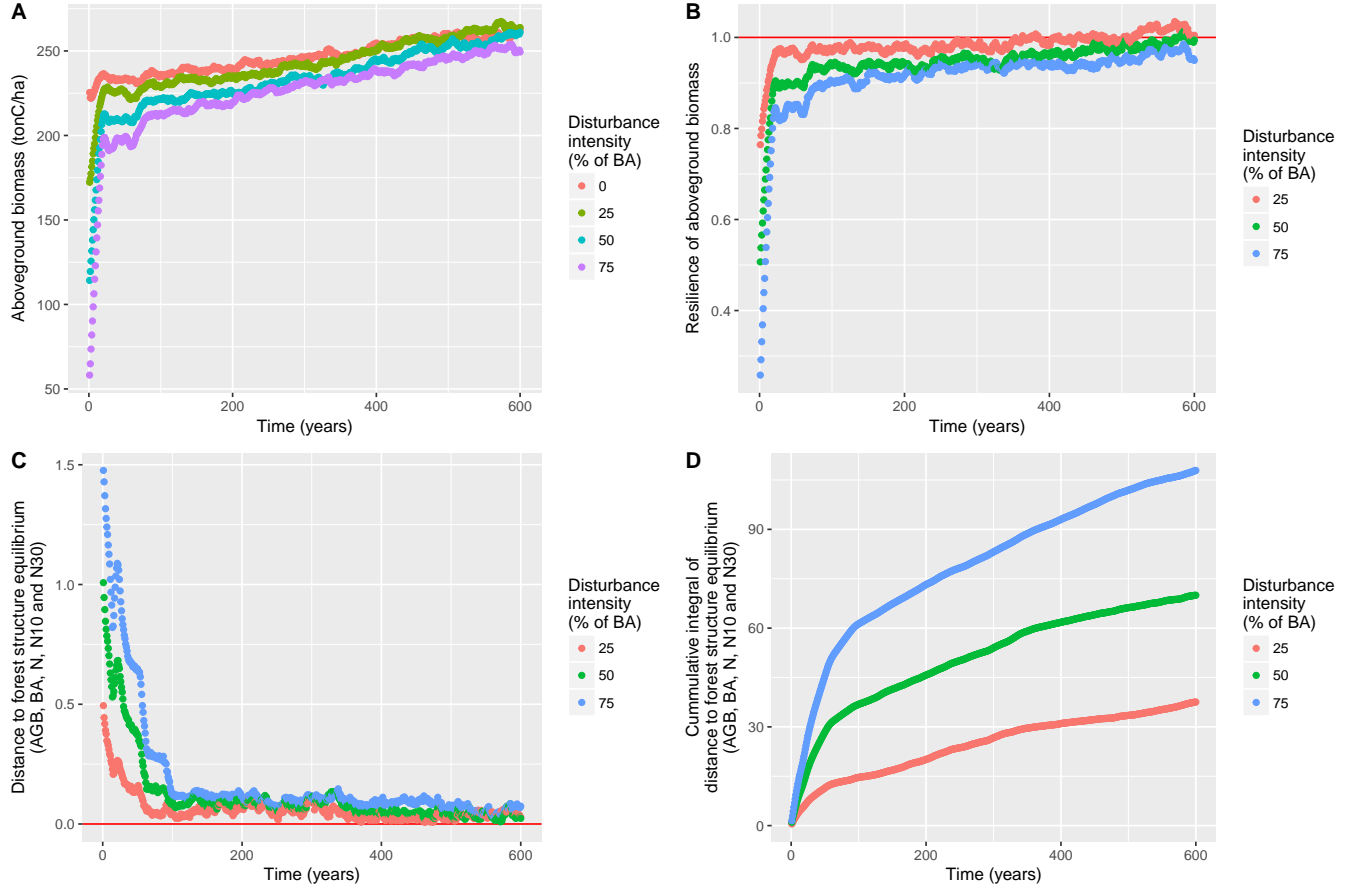 A
Aboveground biomass (tonC/ha)
250
200
150
100
50
0
200
400
600
Time (years)
Disturbance
intensity
(% of BA)
0
25
50
75
B
Resilience of aboveground biomass
1.0
0.8
0.6
0.4
0
200
400
600
Time (years)
Disturbance
intensity
(% of BA)
25
50
75
C
Distance to forest structure equilibrium
(AGB, BA, N, N10 and N30)
1.5
1.0
0.5
0.0
0
200
400
600
Time (years)
Disturbance
intensity
(% of BA)
25
50
75
D
Cummulative integral of
distance to forest structure equilibrium
(AGB, BA, N, N10 and N30)
90
60
30
0
0
200
400
600
Time (years)
Disturbance
intensity
(% of BA)
25
50
75